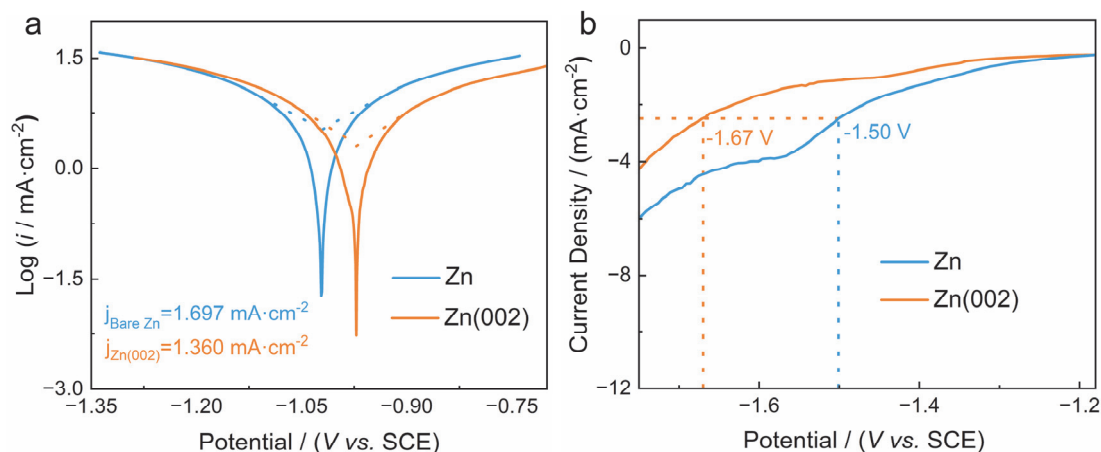 a
Log (i / mA·cm⁻²)
1.5
0.0
−1.5
−3.0
Zn
Zn(002)
j_Bare Zn=1.697 mA·cm⁻²
j_Zn(002)=1.360 mA·cm⁻²
−1.35 −1.20 −1.05 −0.90 −0.75
Potential / (V vs. SCE)
b
Current Density / (mA·cm⁻²)
0
−4
−8
−12
-1.67 V
-1.50 V
Zn
Zn(002)
−1.6 −1.4 −1.2
Potential / (V vs. SCE)